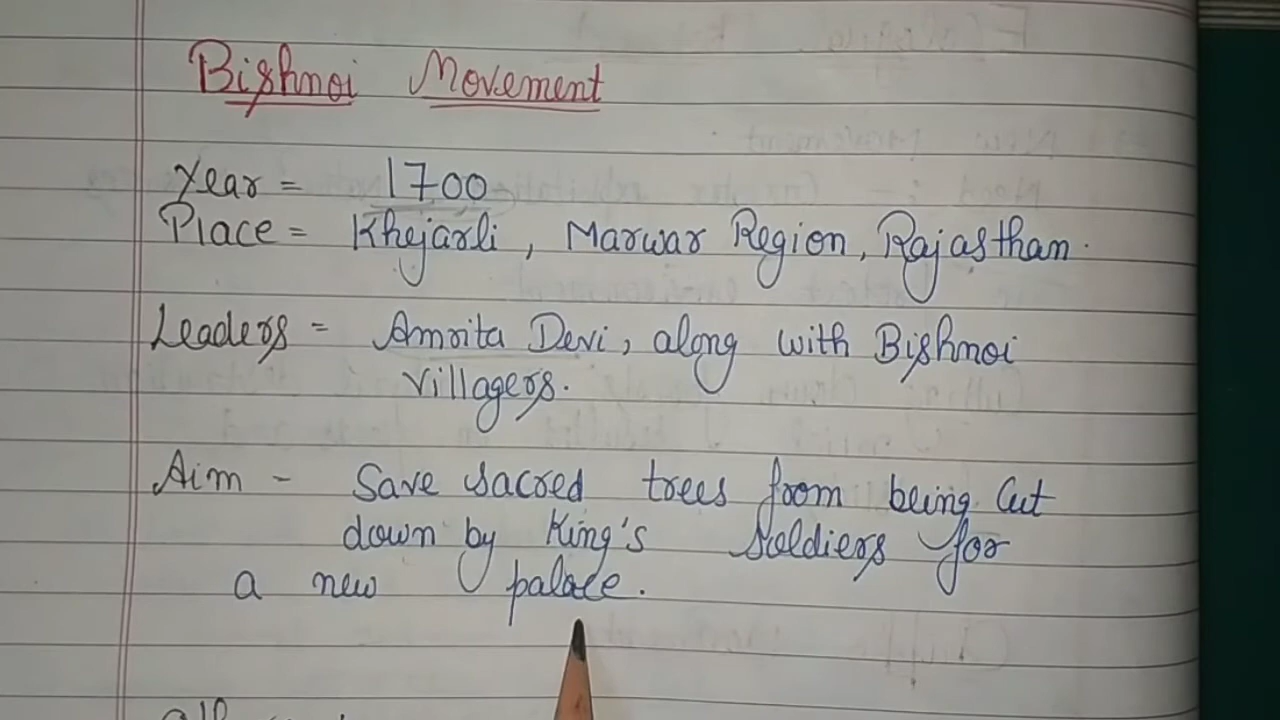 Bishnoi Movement
Year = 1700
Place = Khejarli, Marwar Region, Rajasthan.
Leaders = Amrita Devi, along with Bishnoi
villagers.
Aim - Save sacred trees from being Cut
down by King's Soldiers for
a new palace.